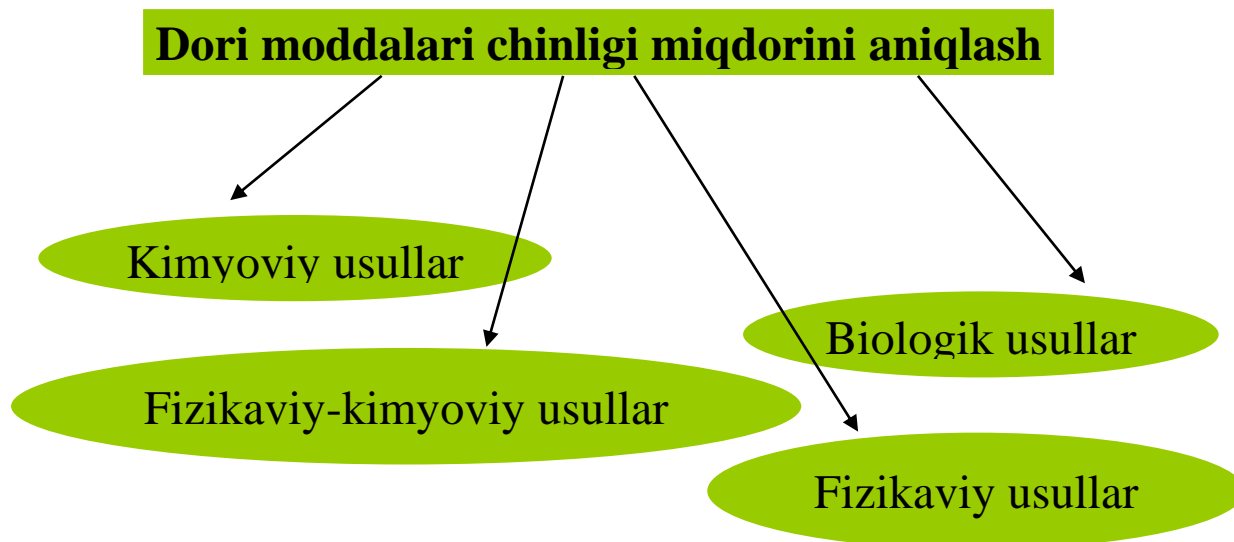 Dori moddalari chinligi miqdorini aniqlash
Kimyoviy usullar
Biologik usullar
Fizikaviy-kimyoviy usullar
Fizikaviy usullar